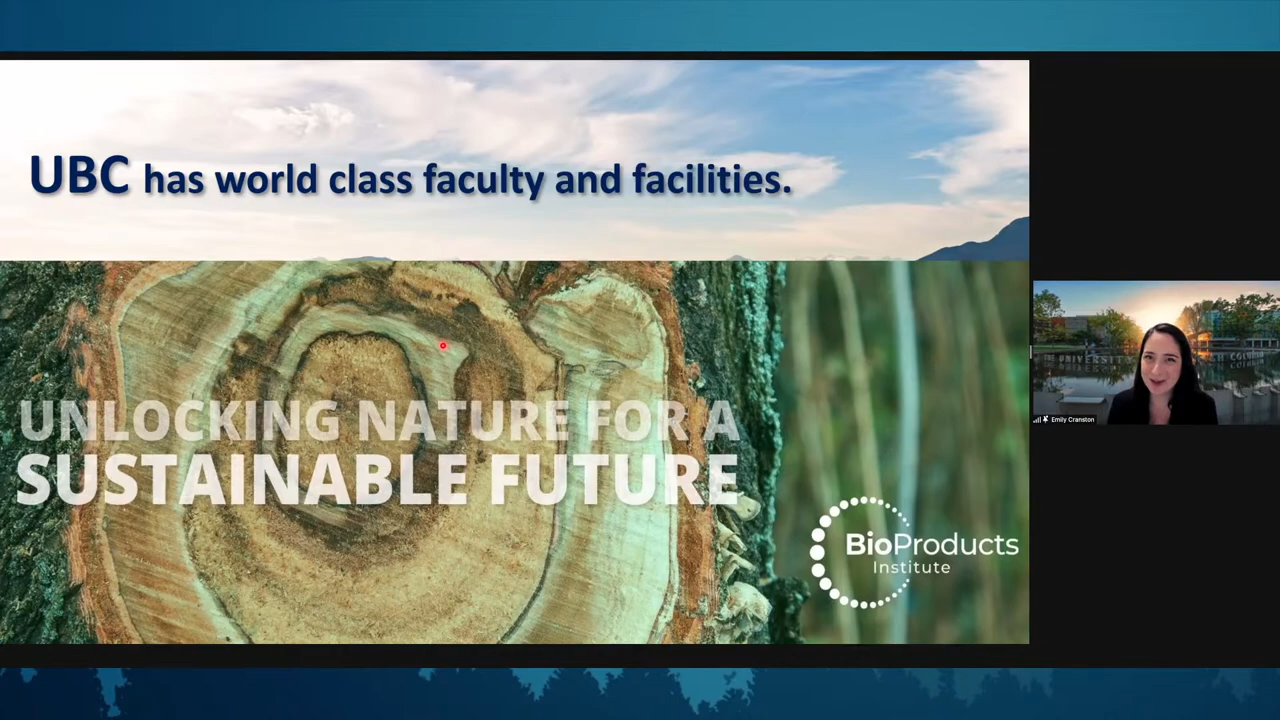 UBC has world class faculty and facilities.
UNLOCKING NATURE FOR A
SUSTAINABLE FUTURE
BioProducts
Institute
Emily Cranston